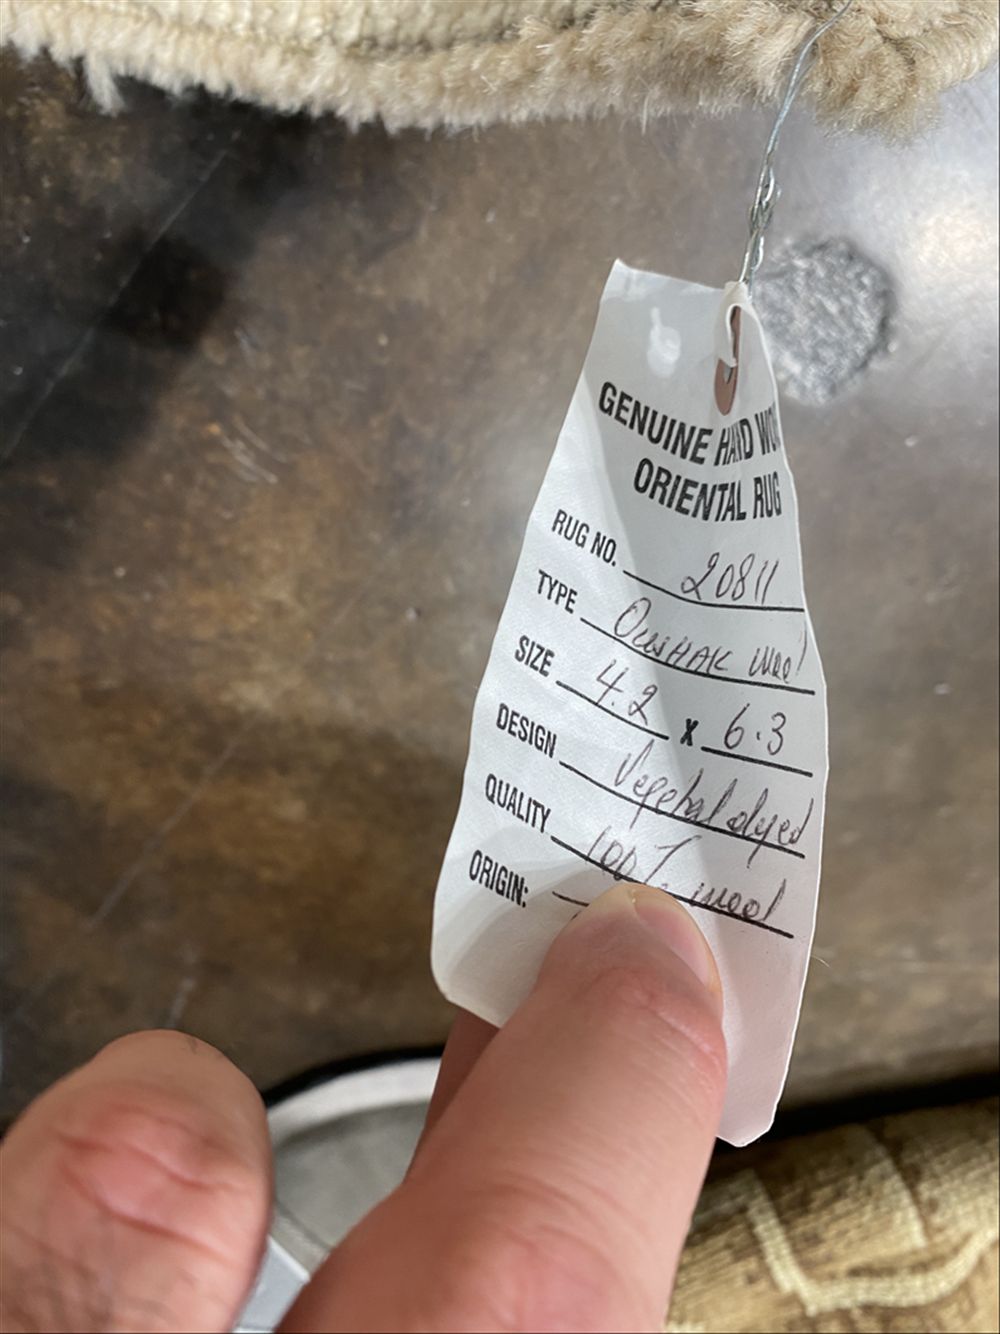 GENUINE HAND WO
ORIENTAL RUG
RUG NO. 20811
TYPE OUSHAK wool
SIZE 4.2 x 6.3
DESIGN Vegetal dyed
QUALITY 100% wool
ORIGIN: